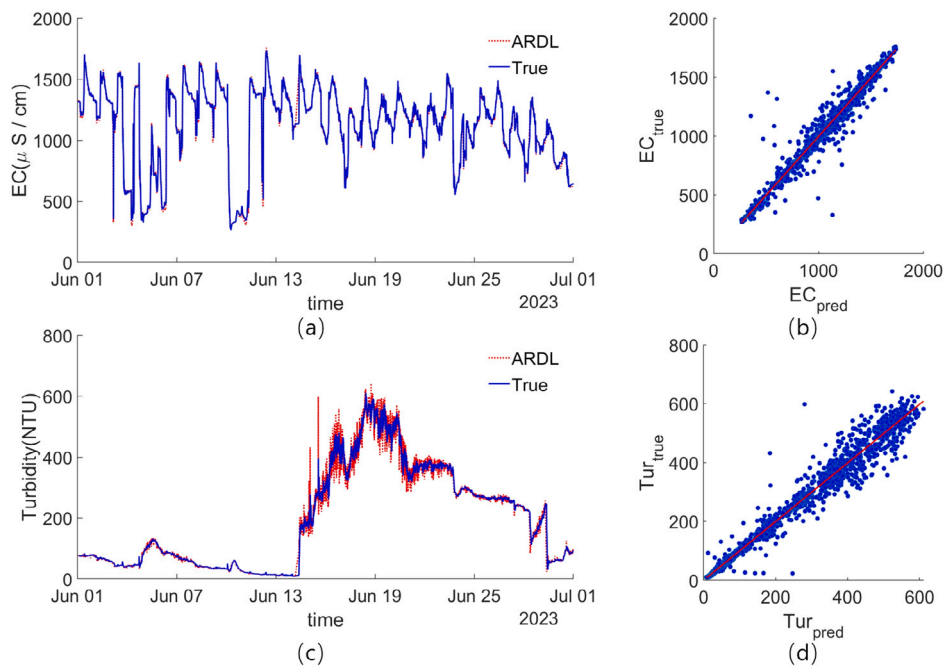 2000
1500
1000
500
0
EC(μ S / cm)
ARDL
True
Jun 01 Jun 07 Jun 13 Jun 19 Jun 25 Jul 01
time 2023
(a)
2000
1500
1000
500
0
EC_true
0 1000 2000
EC_pred
(b)
800
600
400
200
0
Turbidity(NTU)
ARDL
True
Jun 01 Jun 07 Jun 13 Jun 19 Jun 25 Jul 01
time 2023
(c)
800
600
400
200
0
Tur_true
0 200 400 600
Tur_pred
(d)